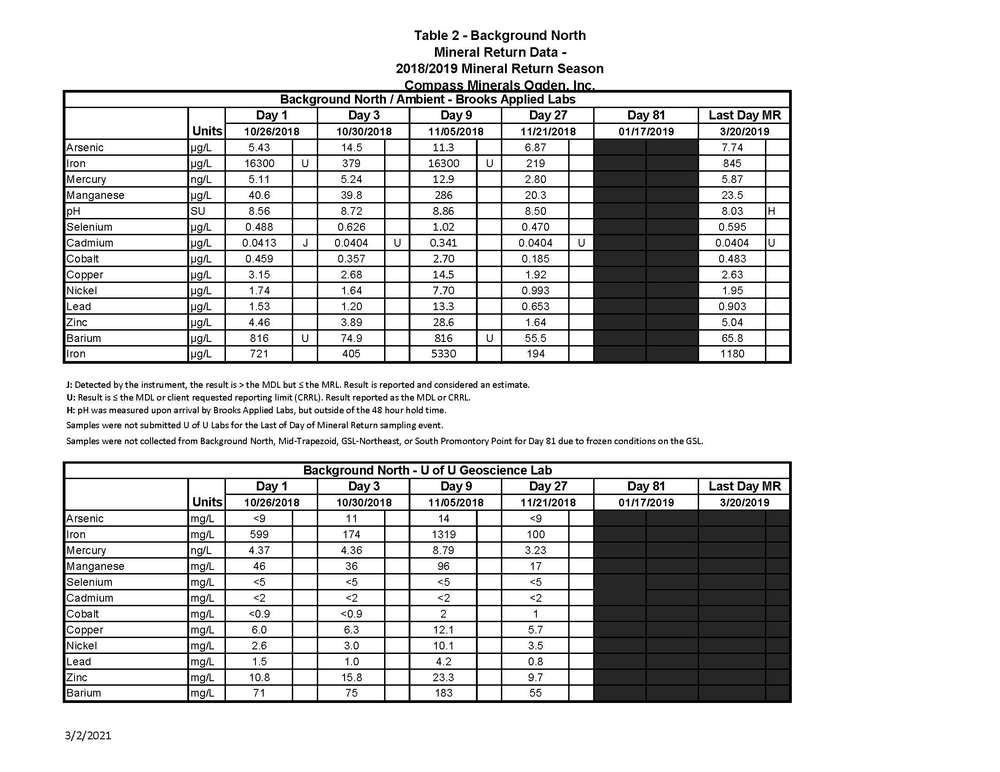 Table 2 - Background North
Mineral Return Data -
2018/2019 Mineral Return Season
Compass Minerals Ogden, Inc.
Background North / Ambient - Brooks Applied Labs
Day 1 Day 3 Day 9 Day 27 Day 81 Last Day MR
Units 10/26/2018 10/30/2018 11/05/2018 11/21/2018 01/17/2019 3/20/2019
Arsenic µg/L 5.43 14.5 11.3 6.87 7.74
Iron µg/L 16300 U 379 16300 U 219 845
Mercury ng/L 5.11 5.24 12.9 2.80 5.87
Manganese µg/L 40.6 39.8 286 20.3 23.5
pH SU 8.56 8.72 8.86 8.50 8.03 H
Selenium µg/L 0.488 0.626 1.02 0.470 0.595
Cadmium µg/L 0.0413 J 0.0404 U 0.341 0.0404 U 0.0404 U
Cobalt µg/L 0.459 0.357 2.70 0.185 0.483
Copper µg/L 3.15 2.68 14.5 1.92 2.63
Nickel µg/L 1.74 1.64 7.70 0.993 1.95
Lead µg/L 1.53 1.20 13.3 0.653 0.903
Zinc µg/L 4.46 3.89 28.6 1.64 5.04
Barium µg/L 816 U 74.9 816 U 55.5 65.8
Iron µg/L 721 405 5330 194 1180
J: Detected by the instrument, the result is > the MDL but ≤ the MRL. Result is reported and considered an estimate.
U: Result is ≤ the MDL or client requested reporting limit (CRRL). Result reported as the MDL or CRRL.
H: pH was measured upon arrival by Brooks Applied Labs, but outside of the 48 hour hold time.
Samples were not submitted U of U Labs for the Last of Day of Mineral Return sampling event.
Samples were not collected from Background North, Mid-Trapezoid, GSL-Northeast, or South Promontory Point for Day 81 due to frozen conditions on the GSL.
Background North - U of U Geoscience Lab
Day 1 Day 3 Day 9 Day 27 Day 81 Last Day MR
Units 10/26/2018 10/30/2018 11/05/2018 11/21/2018 01/17/2019 3/20/2019
Arsenic mg/L <9 11 14 <9
Iron mg/L 599 174 1319 100
Mercury ng/L 4.37 4.36 8.79 3.23
Manganese mg/L 46 36 96 17
Selenium mg/L <5 <5 <5 <5
Cadmium mg/L <2 <2 <2 <2
Cobalt mg/L <0.9 <0.9 2 1
Copper mg/L 6.0 6.3 12.1 5.7
Nickel mg/L 2.6 3.0 10.1 3.5
Lead mg/L 1.5 1.0 4.2 0.8
Zinc mg/L 10.8 15.8 23.3 9.7
Barium mg/L 71 75 183 55
3/2/2021